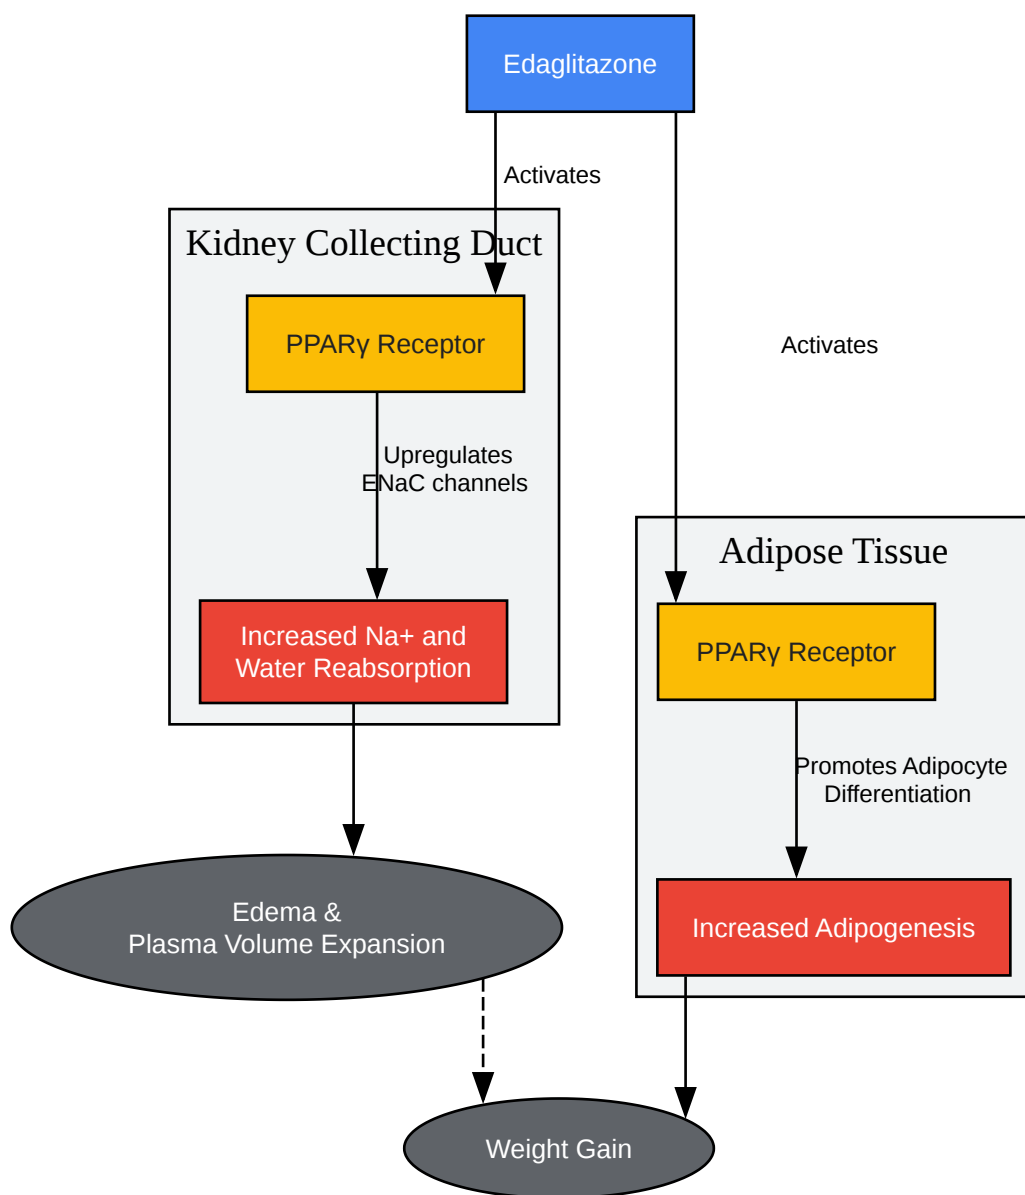 Edaglitazone
Activates
Kidney Collecting Duct
PPARγ Receptor
Activates
Upregulates
ENaC channels
Adipose Tissue
Increased Na+ and
Water Reabsorption
PPARγ Receptor
Promotes Adipocyte
Differentiation
Edema &
Plasma Volume Expansion
Increased Adipogenesis
Weight Gain